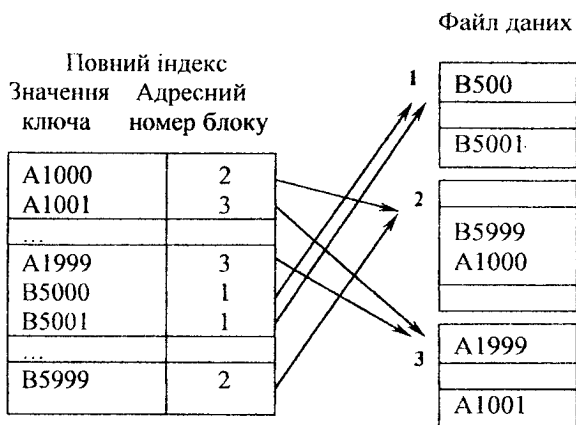 Файл даних
Повний індекс
Значення Адресний
ключа номер блоку
A1000 2
A1001 3
...
A1999 3
B5000 1
B5001 1
...
B5999 2
1
B500
B5001
2
B5999
A1000
3
A1999
A1001